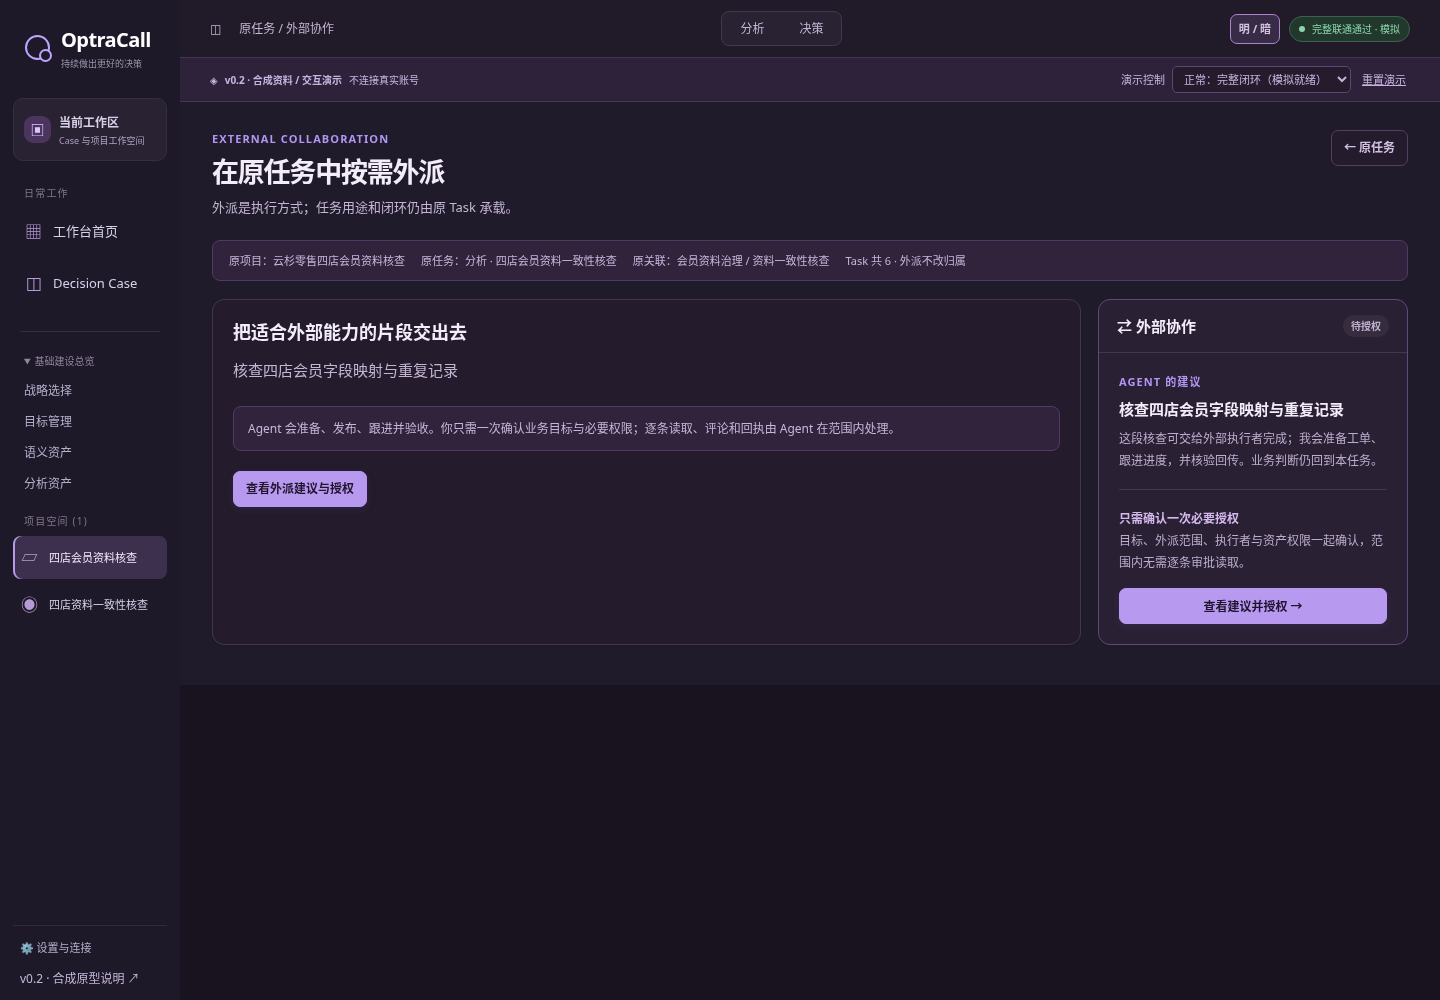 OptraCall
持续做出更好的决策
当前工作区
Case 与项目工作空间
日常工作
工作台首页
Decision Case
▼ 基础建设总览
战略选择
目标管理
语义资产
分析资产
项目空间 (1)
四店会员资料核查
四店资料一致性核查
设置与连接
v0.2 · 合成原型说明 ↗
原任务 / 外部协作
分析
决策
明 / 暗
完整联通通过 · 模拟
◈ v0.2 · 合成资料 / 交互演示 不连接真实账号
演示控制
正常：完整闭环（模拟就绪）
重置演示
EXTERNAL COLLABORATION
在原任务中按需外派
外派是执行方式；任务用途和闭环仍由原 Task 承载。
← 原任务
原项目：云杉零售四店会员资料核查 原任务：分析 · 四店会员资料一致性核查 原关联：会员资料治理 / 资料一致性核查 Task 共 6 · 外派不改归属
把适合外部能力的片段交出去
核查四店会员字段映射与重复记录
Agent 会准备、发布、跟进并验收。你只需一次确认业务目标与必要权限；逐条读取、评论和回执由 Agent 在范围内处理。
查看外派建议与授权
⇄ 外部协作
待授权
AGENT 的建议
核查四店会员字段映射与重复记录
这段核查可交给外部执行者完成；我会准备工单、
跟进进度，并核验回传。业务判断仍回到本任务。
只需确认一次必要授权
目标、外派范围、执行者与资产权限一起确认，范
围内无需逐条审批读取。
查看建议并授权 →